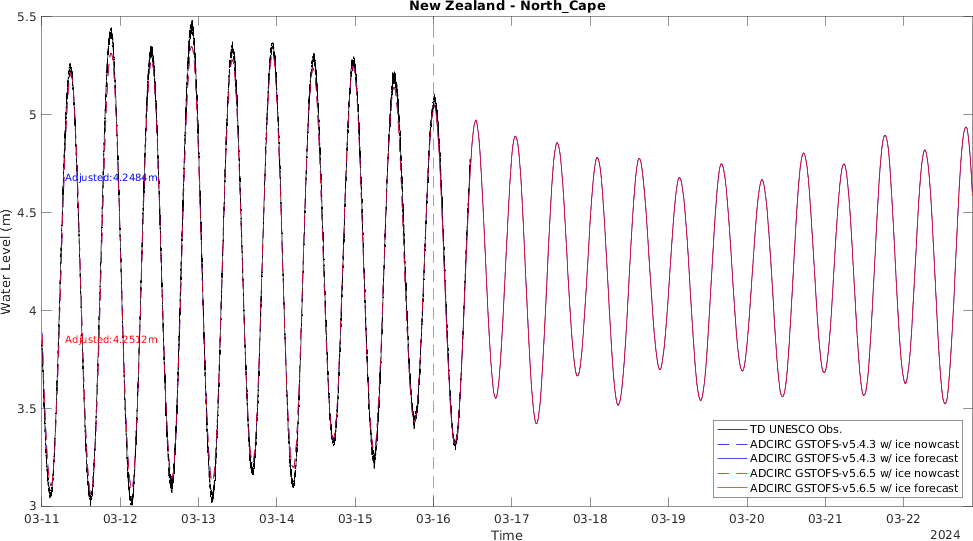 New Zealand - North_Cape
5.5
5
4.5
4
3.5
3
Water Level (m)
Adjusted:4.2484m
Adjusted:4.2512m
TD UNESCO Obs.
ADCIRC GSTOFS-v5.4.3 w/ ice nowcast
ADCIRC GSTOFS-v5.4.3 w/ ice forecast
ADCIRC GSTOFS-v5.6.5 w/ ice nowcast
ADCIRC GSTOFS-v5.6.5 w/ ice forecast
03-11 03-12 03-13 03-14 03-15 03-16 03-17 03-18 03-19 03-20 03-21 03-22
Time
2024